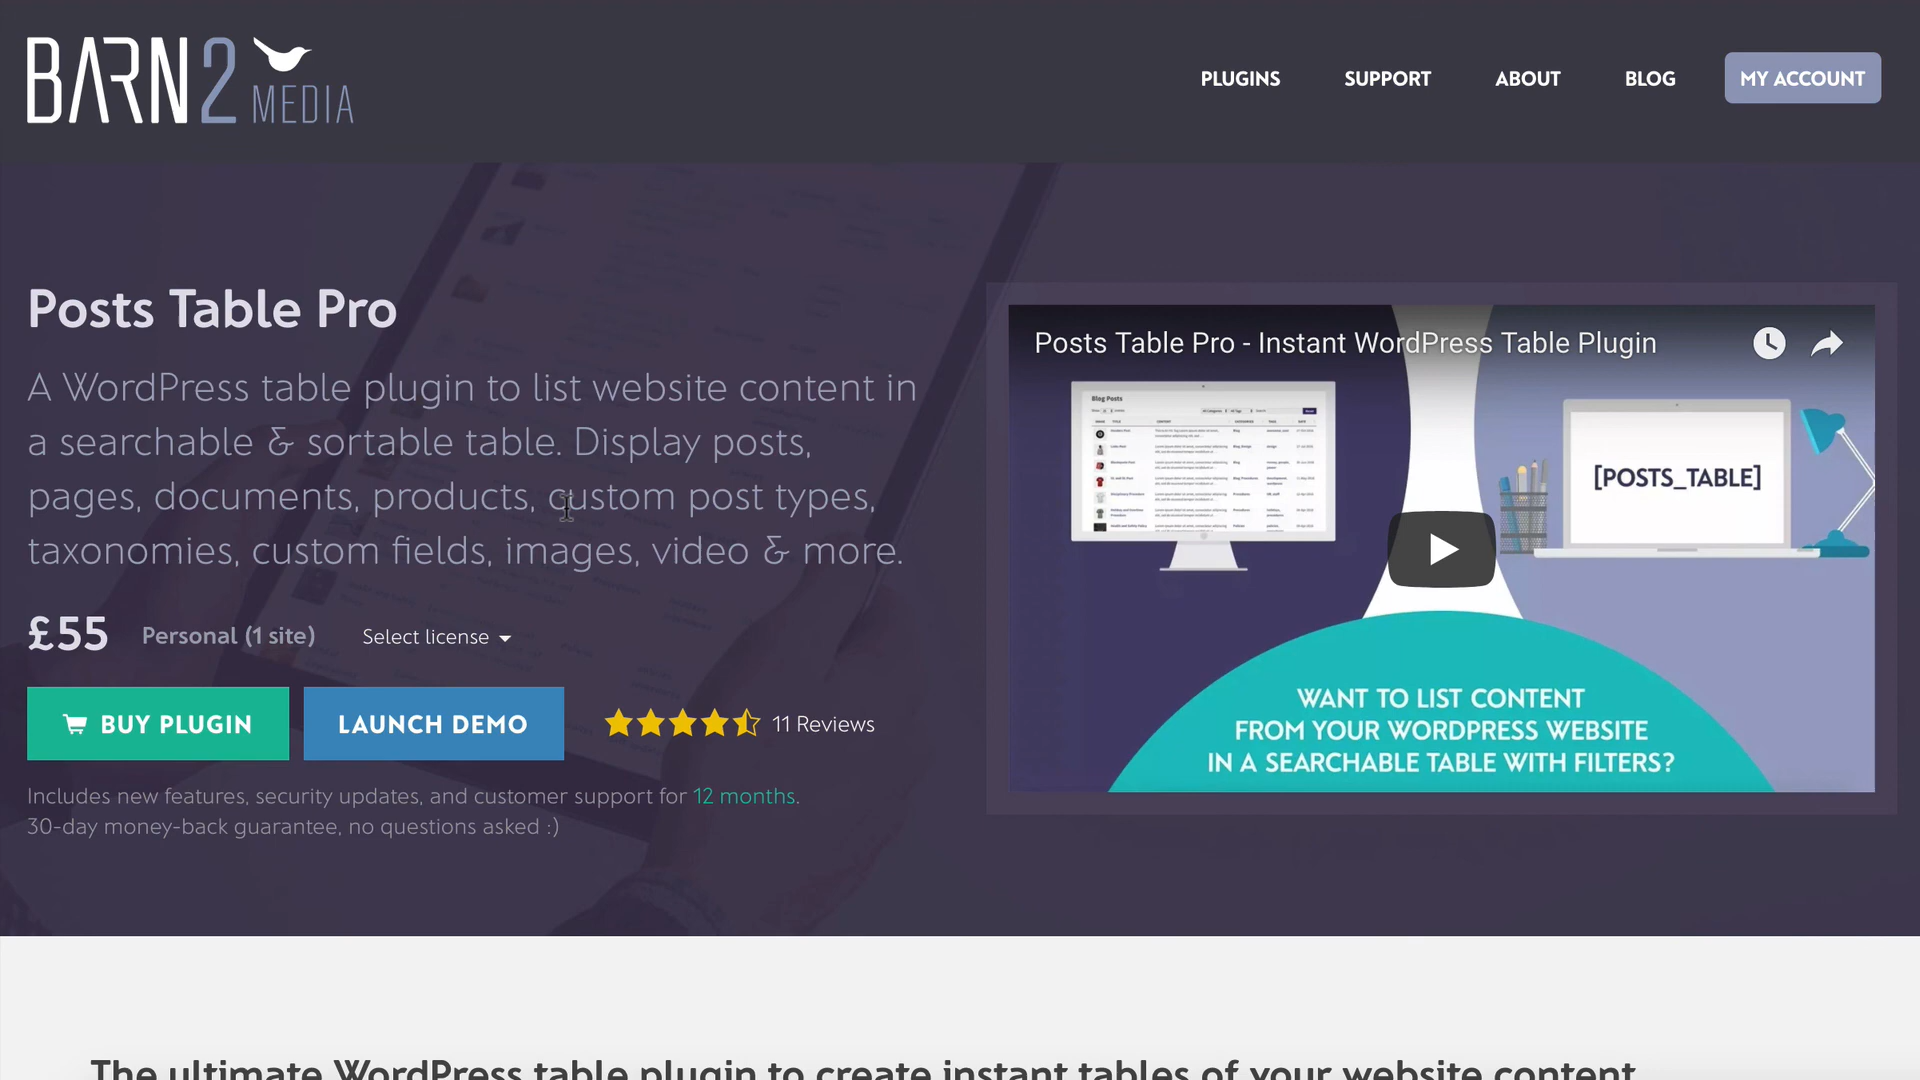 BARN2 MEDIA
PLUGINS
SUPPORT
ABOUT
BLOG
MY ACCOUNT
Posts Table Pro
A WordPress table plugin to list website content in
a searchable & sortable table. Display posts,
pages, documents, products, custom post types,
taxonomies, custom fields, images, video & more.
£55
Personal (1 site)
Select license
BUY PLUGIN
LAUNCH DEMO
11 Reviews
Includes new features, security updates, and customer support for 12 months.
30-day money-back guarantee, no questions asked :)
Posts Table Pro - Instant WordPress Table Plugin
Blog Posts
[POSTS_TABLE]
WANT TO LIST CONTENT
FROM YOUR WORDPRESS WEBSITE
IN A SEARCHABLE TABLE WITH FILTERS?
The ultimate WordPress table plugin to create instant tables of your website content